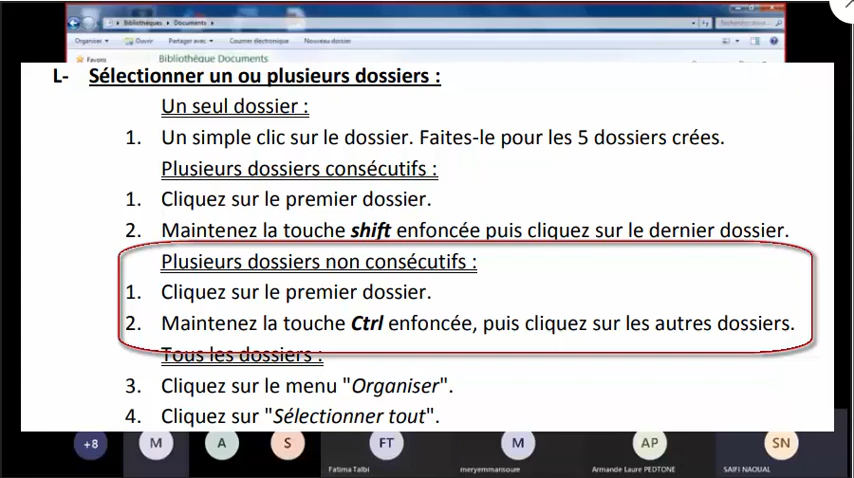 Bibliothèques ▸ Documents ▸
Organiser ▾ Ouvrir Partager avec ▾ Courrier électronique Nouveau dossier
Favoris Bibliothèque Documents
L- Sélectionner un ou plusieurs dossiers :
Un seul dossier :
1. Un simple clic sur le dossier. Faites-le pour les 5 dossiers crées.
Plusieurs dossiers consécutifs :
1. Cliquez sur le premier dossier.
2. Maintenez la touche shift enfoncée puis cliquez sur le dernier dossier.
Plusieurs dossiers non consécutifs :
1. Cliquez sur le premier dossier.
2. Maintenez la touche Ctrl enfoncée, puis cliquez sur les autres dossiers.
Tous les dossiers :
3. Cliquez sur le menu "Organiser".
4. Cliquez sur "Sélectionner tout".
+8 M A S FT M AP SN
Fatima Talbi meryemmansoure Armande Laure PEDTONE SAIFI NAOUAL